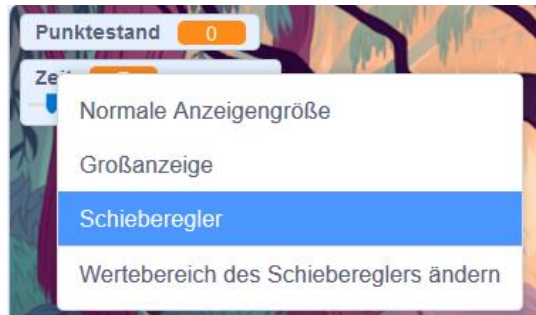 Punktestand 0
Normale Anzeigengröße
Großanzeige
Schieberegler
Wertebereich des Schiebereglers ändern